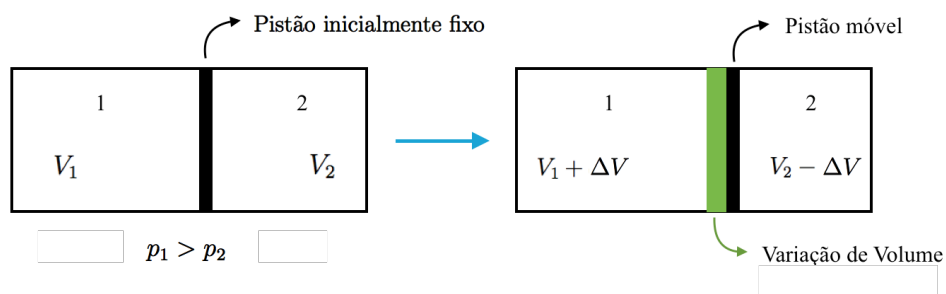 Pistão inicialmente fixo
1
2
V₁
V₂
p₁ > p₂
Pistão móvel
1
2
V₁ + ΔV
V₂ − ΔV
Variação de Volume